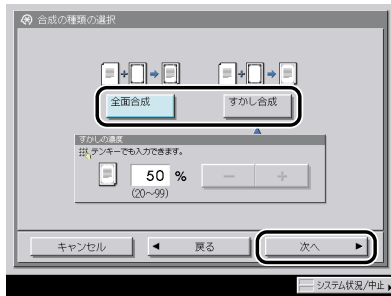 合成の種類の選択
全面合成
すかし合成
すかしの濃度
テンキーでも入力できます。
50 %
(20~99)
キャンセル
戻る
次へ
システム状況/中止